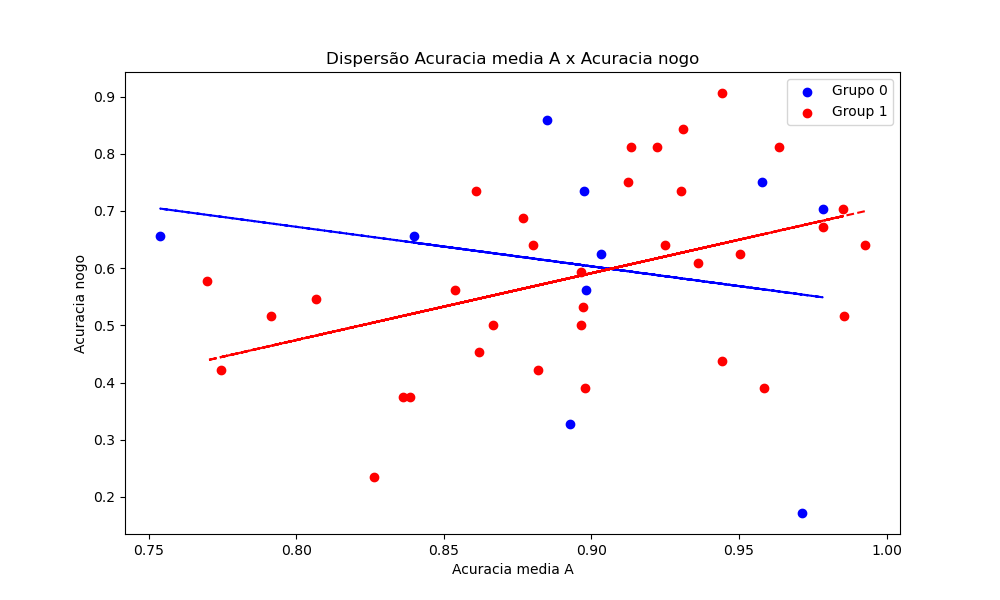 Dispersão Acuracia media A x Acuracia nogo
Grupo 0
Group 1
Acuracia nogo
0.9
0.8
0.7
0.6
0.5
0.4
0.3
0.2
0.75
0.80
0.85
0.90
0.95
1.00
Acuracia media A